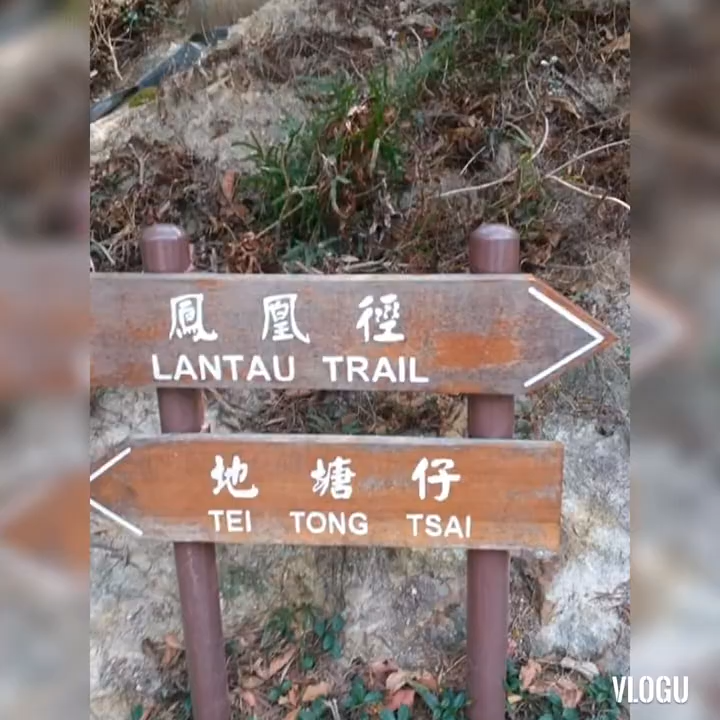 鳳凰徑
LANTAU TRAIL
地塘仔
TEI TONG TSAI
VLOGU